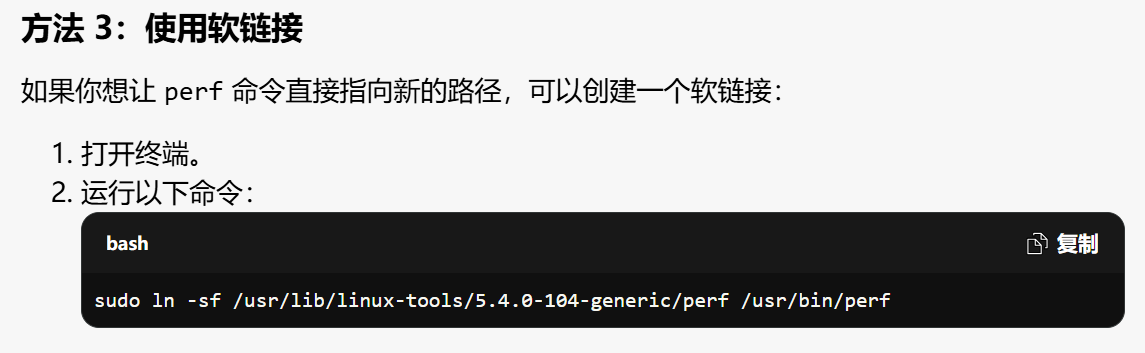 方法 3：使用软链接
如果你想让 perf 命令直接指向新的路径，可以创建一个软链接：
1. 打开终端。
2. 运行以下命令：
bash 复制
sudo ln -sf /usr/lib/linux-tools/5.4.0-104-generic/perf /usr/bin/perf